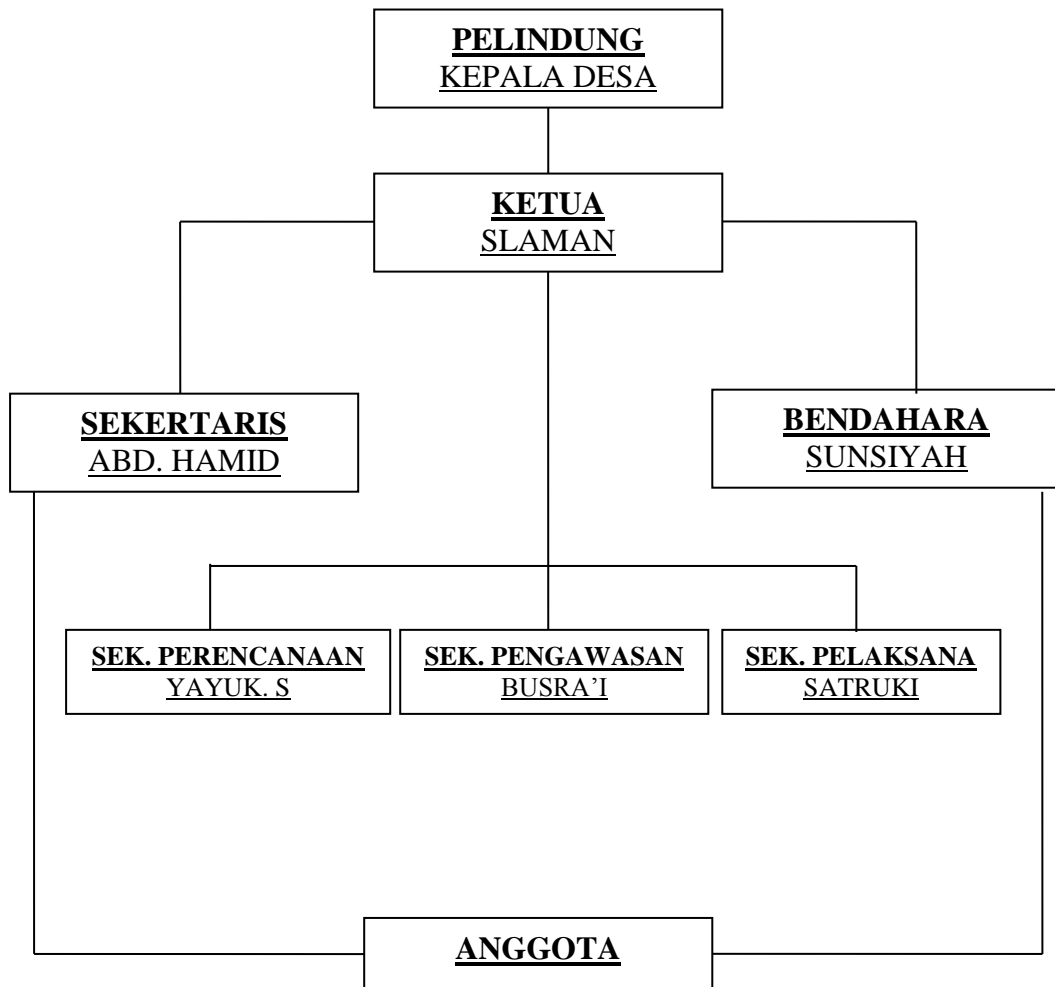 PELINDUNG
KEPALA DESA
KETUA
SLAMAN
SEKERTARIS
ABD. HAMID
BENDAHARA
SUNSIYAH
SEK. PERENCANAAN
YAYUK. S
SEK. PENGAWASAN
BUSRA’I
SEK. PELAKSANA
SATRUKI
ANGGOTA